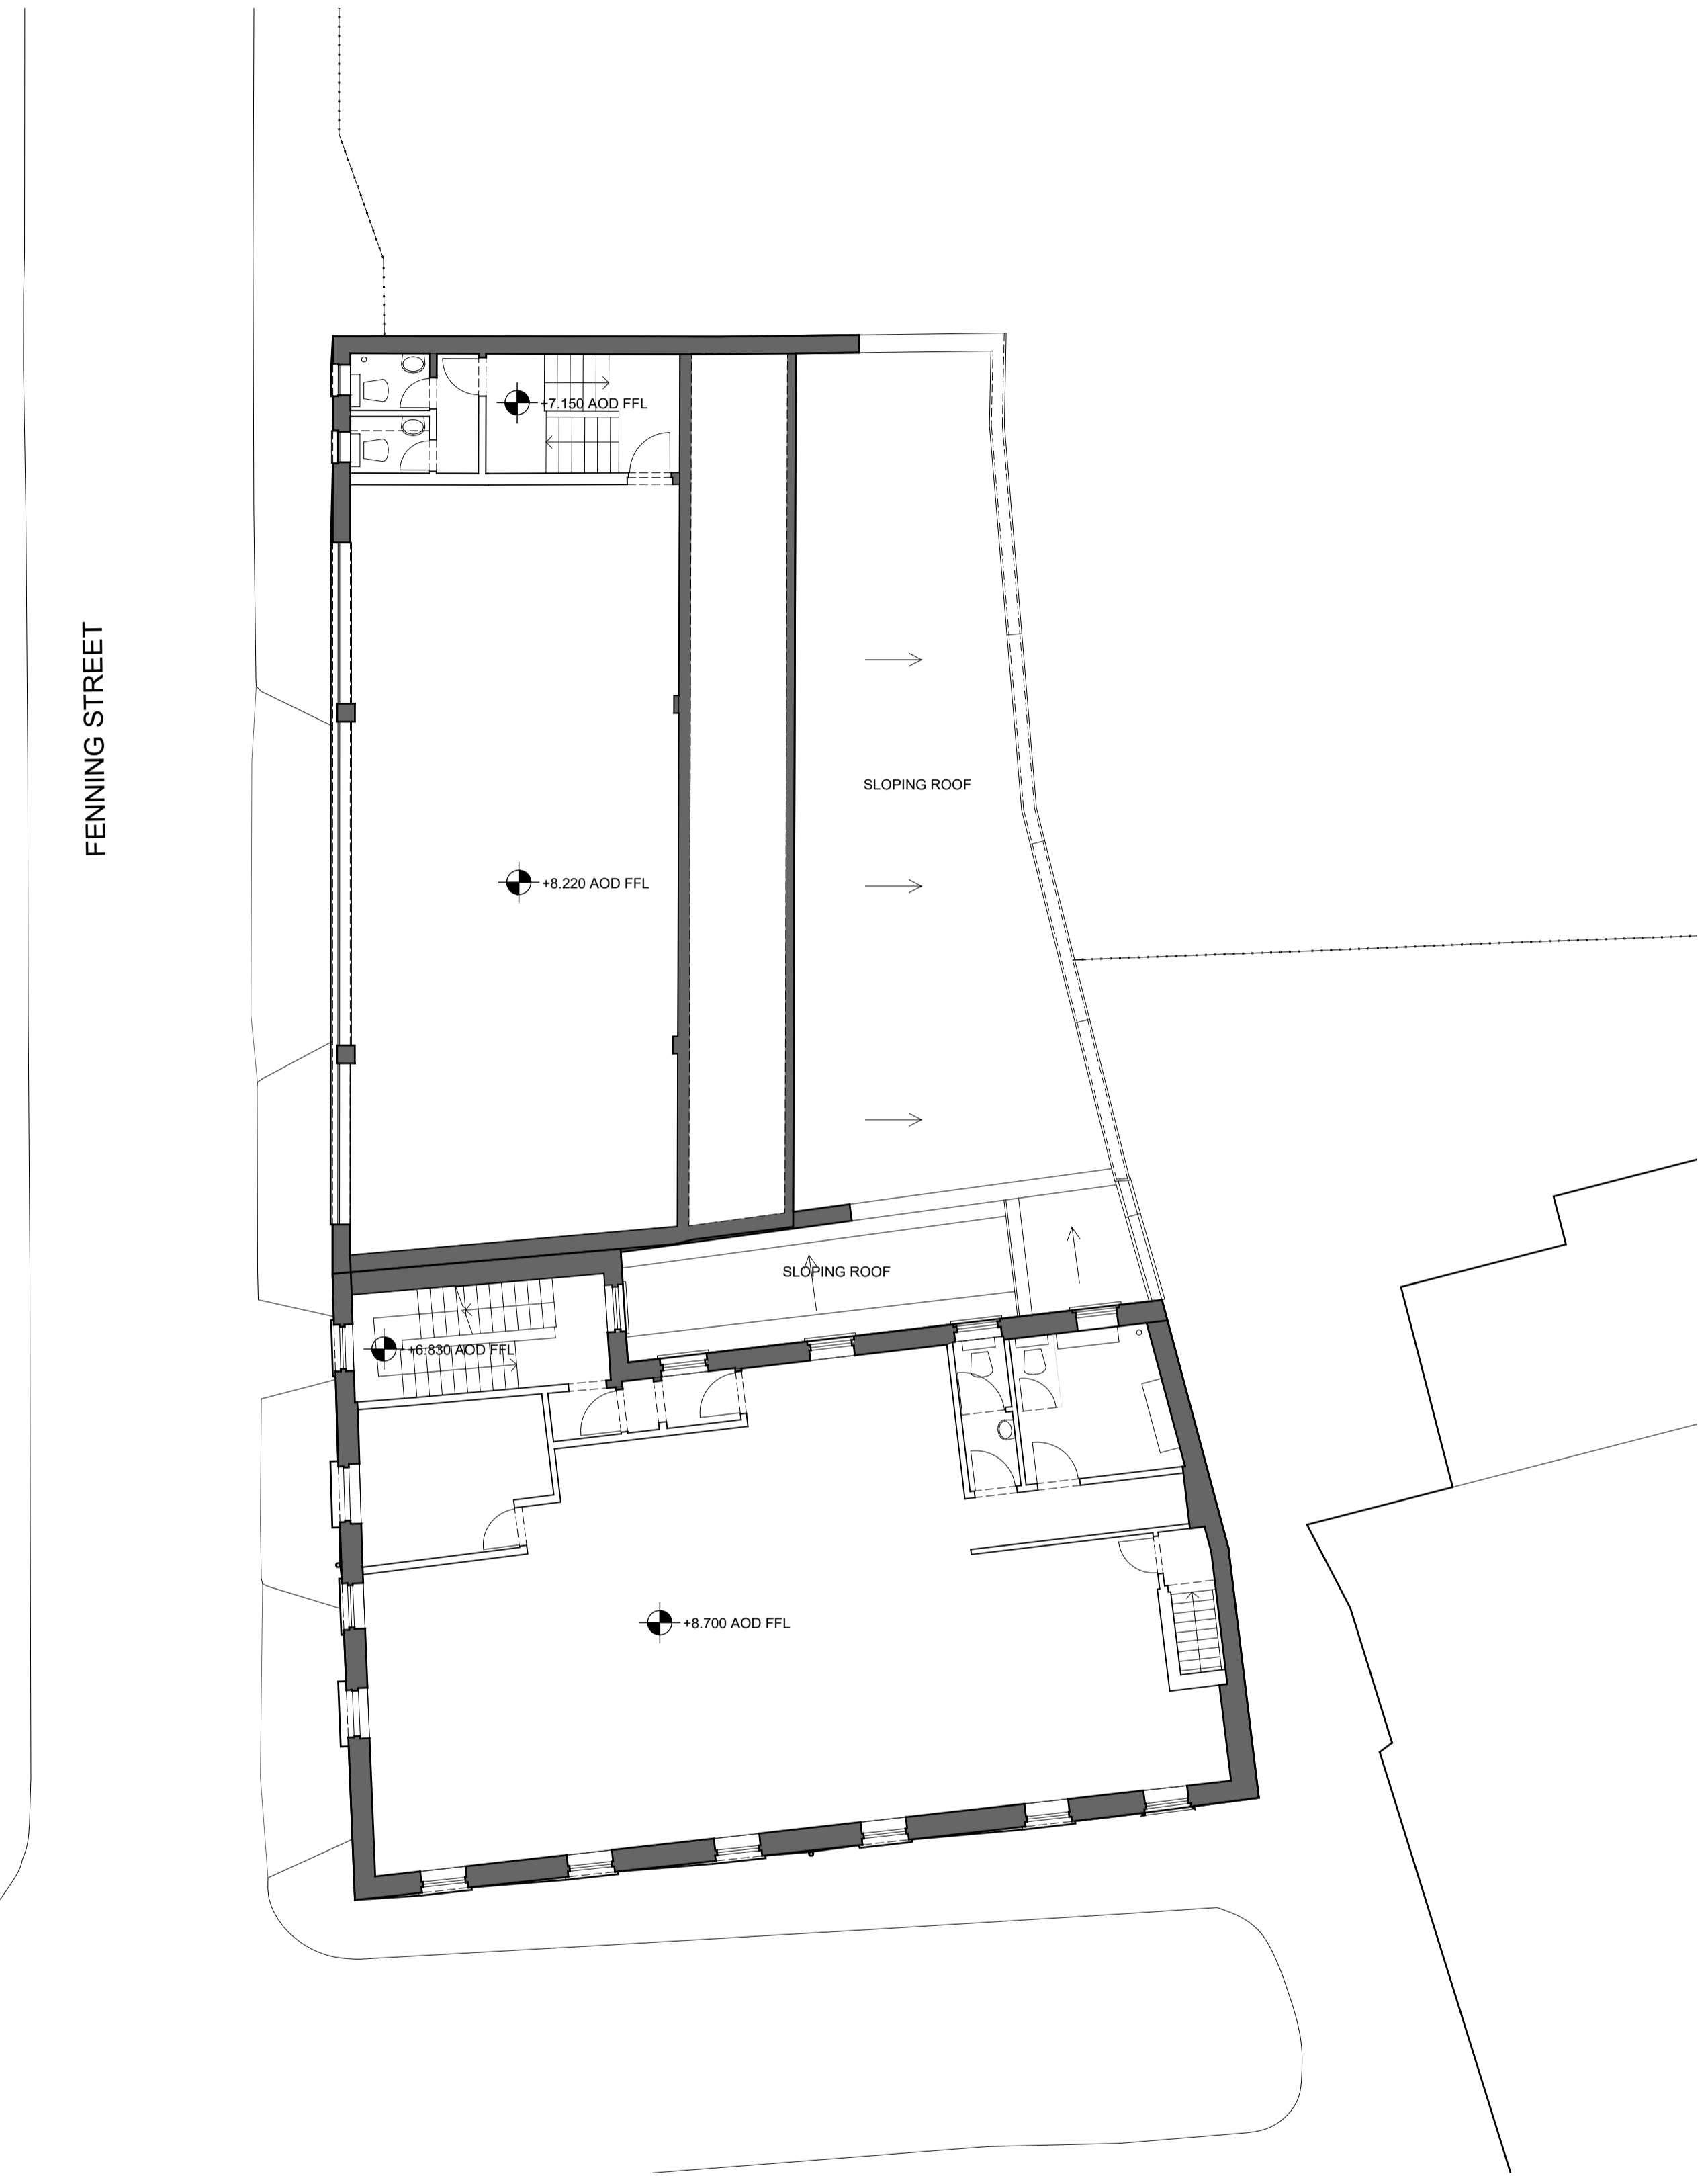 +7.150 AOD FFL
FENNING STREET
SLOPING ROOF
+8.220 AOD FFL
SLOPING ROOF
+6.830 AOD FFL
+8.700 AOD FFL